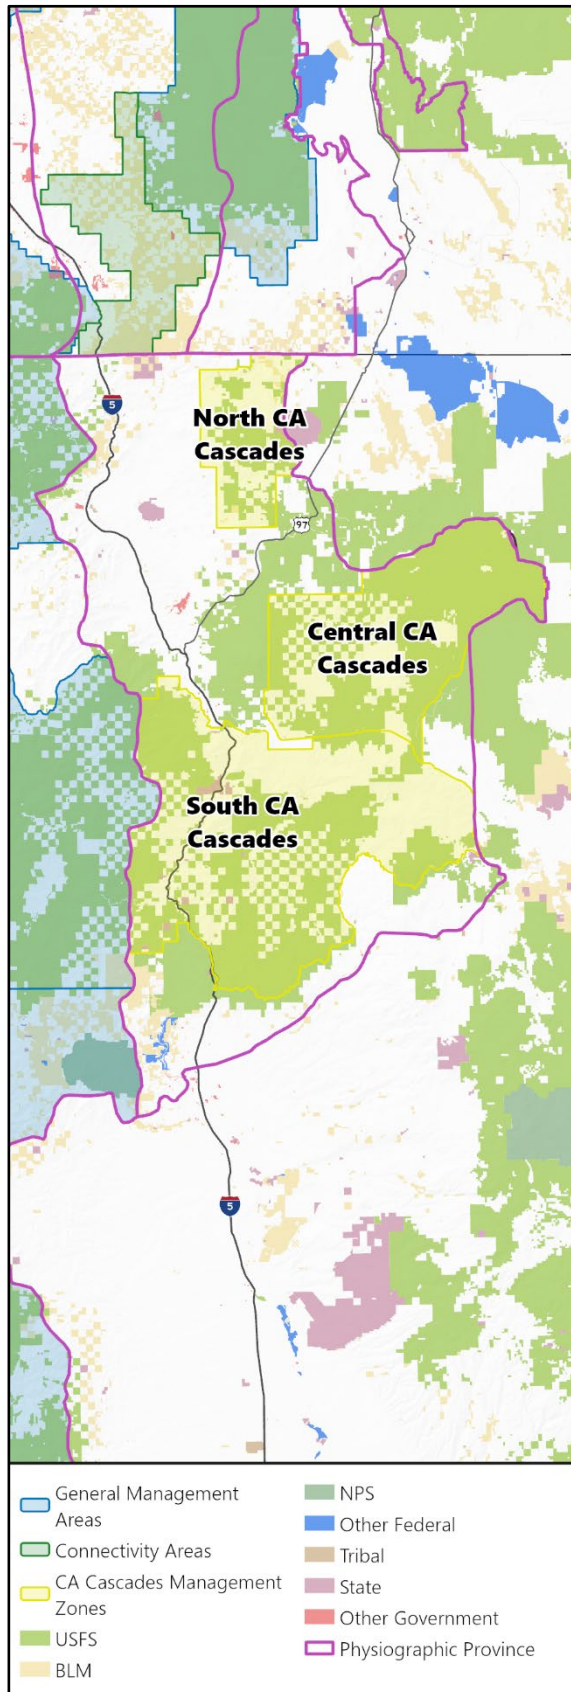 5
North CA
Cascades
97
Central CA
Cascades
South CA
Cascades
5
General Management
Areas
Connectivity Areas
CA Cascades Management
Zones
USFS
BLM
NPS
Other Federal
Tribal
State
Other Government
Physiographic Province